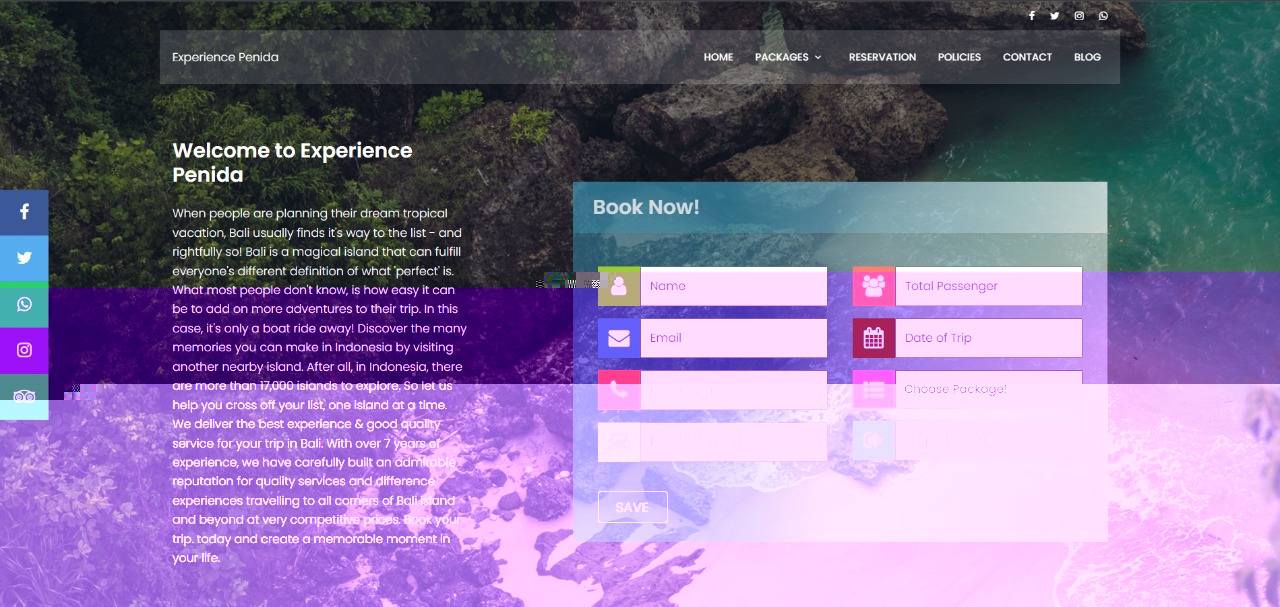 Experience Penida
HOME PACKAGES RESERVATION POLICIES CONTACT BLOG
Welcome to Experience
Penida
When people are planning their dream tropical
vacation, Bali usually finds it's way to the list - and
rightfully so! Bali is a magical island that can fulfill
everyone's different definition of what 'perfect' is.
What most people don't know, is how easy it can
be to add on more adventures to their trip. In this
case, it's only a boat ride away! Discover the many
memories you can make in Indonesia by visiting
another nearby island. After all, in Indonesia, there
are more than 17,000 islands to explore. So let us
help you cross off your list, one island at a time.
We deliver the best experience & good quality
service for your trip in Bali. With over 7 years of
experience, we have carefully built an admirable
reputation for quality services and difference
experiences travelling to all corners of Bali island
and beyond at very competitive prices. Book your
trip. today and create a memorable moment in
your life.
Book Now!
Name
Total Passenger
Email
Date of Trip
Choose Package!
SAVE